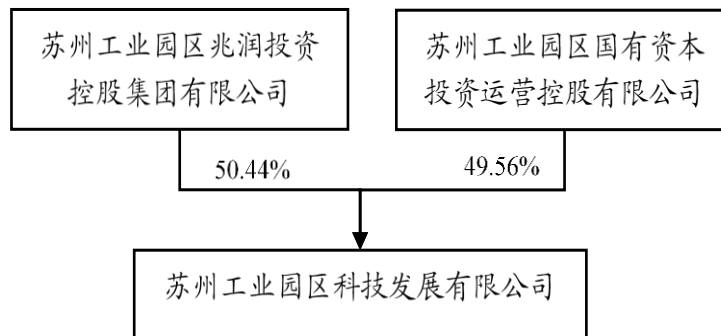 苏州工业园区兆润投资
控股集团有限公司
苏州工业园区国有资本
投资运营控股有限公司
50.44%
49.56%
苏州工业园区科技发展有限公司